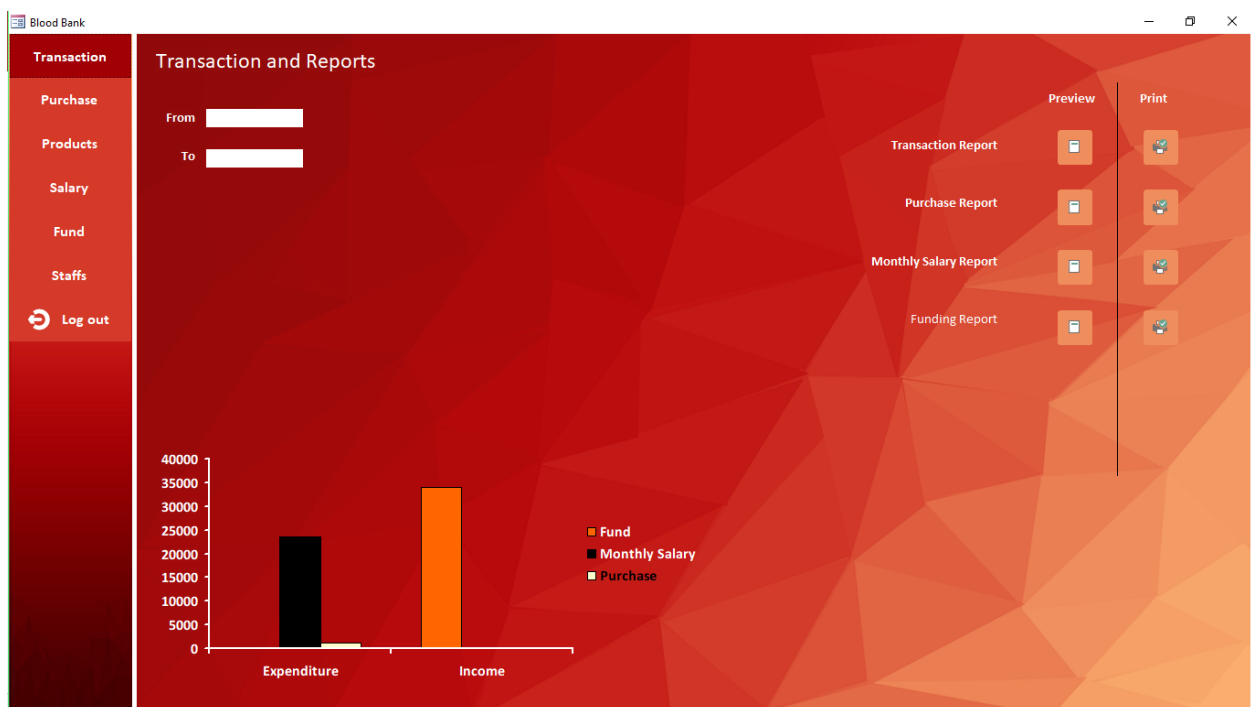 Blood Bank
Transaction
Purchase
Products
Salary
Fund
Staffs
Log out
Transaction and Reports
From
To
Preview
Print
Transaction Report
Purchase Report
Monthly Salary Report
Funding Report
40000
35000
30000
25000
20000
15000
10000
5000
0
Expenditure
Income
Fund
Monthly Salary
Purchase